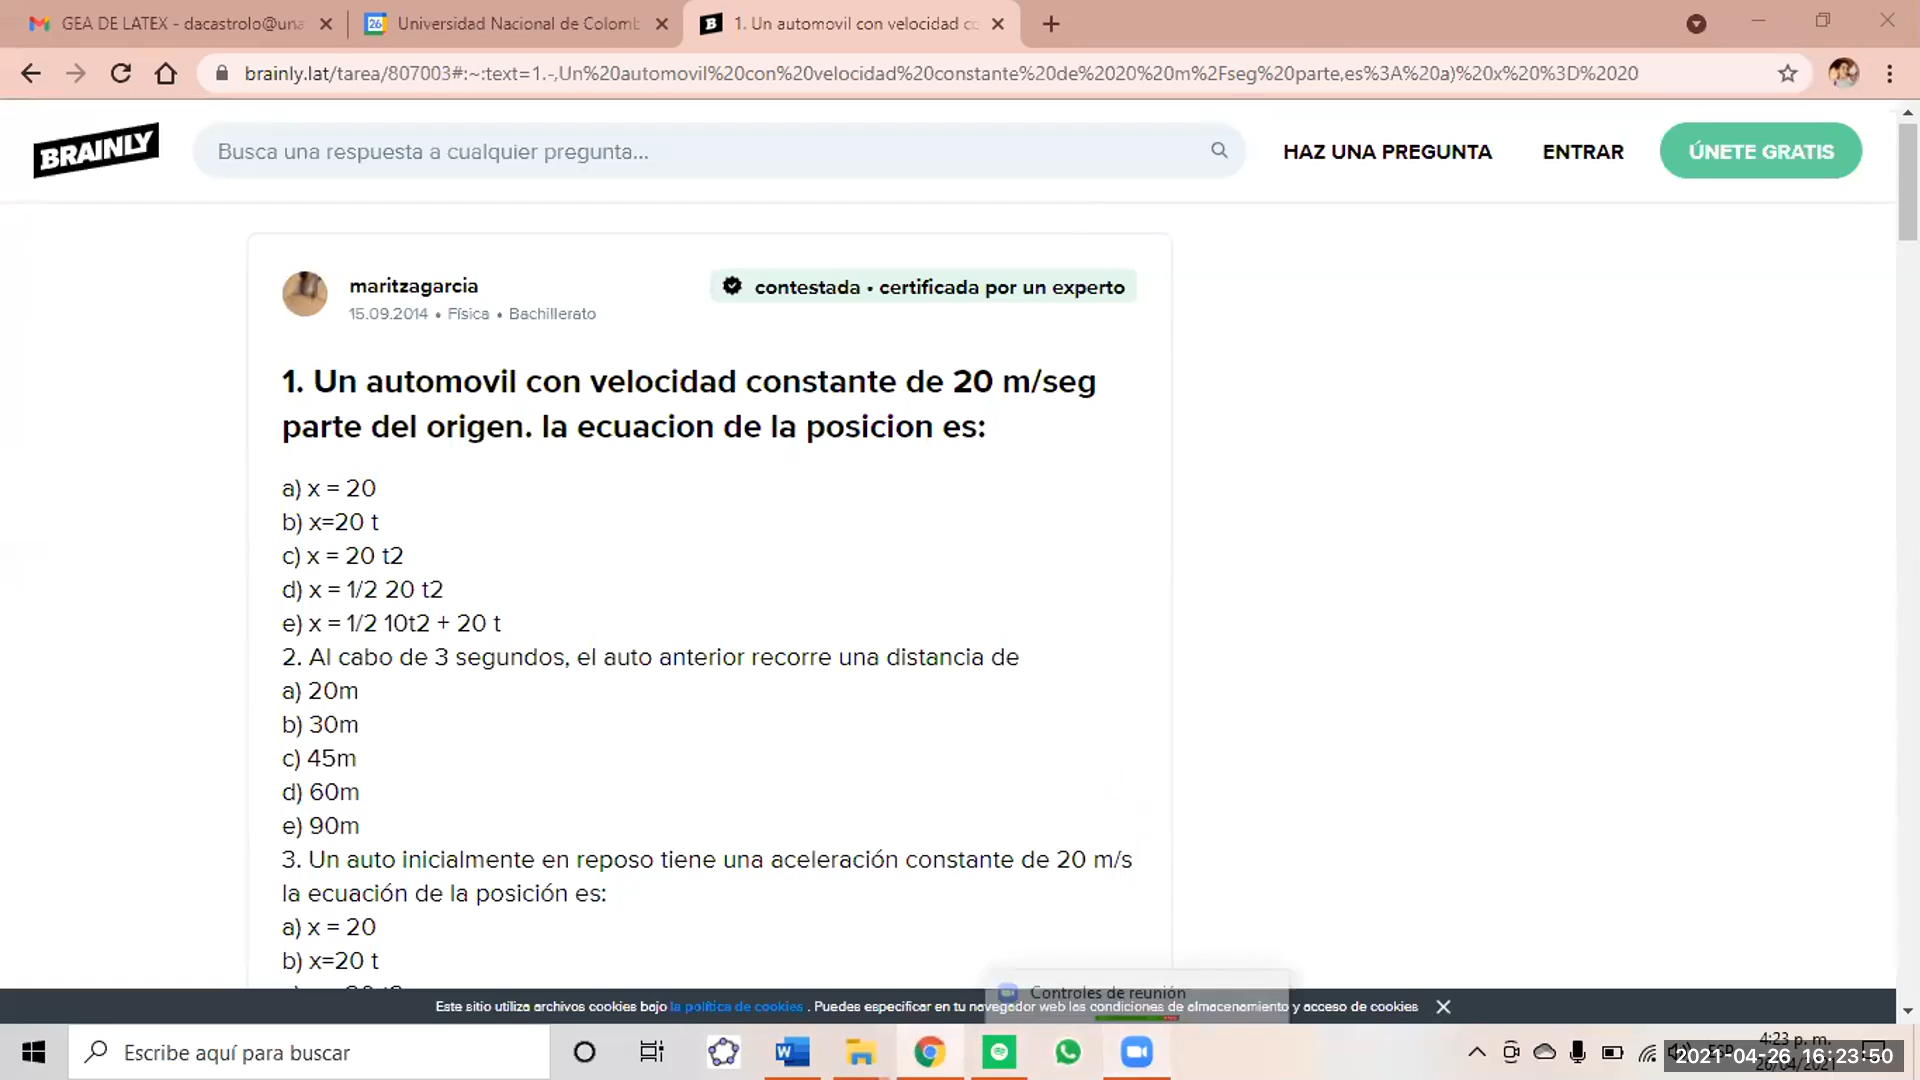 GEA DE LATEX - dacastrolo@una
Universidad Nacional de Colomb
1. Un automovil con velocidad co
brainly.lat/tarea/807003#:~:text=1.-,Un%20automovil%20con%20velocidad%20constante%20de%2020%20m%2Fseg%20parte,es%3A%20a)%20x%20%3D%2020
BRAINLY
Busca una respuesta a cualquier pregunta...
HAZ UNA PREGUNTA
ENTRAR
ÚNETE GRATIS
maritzagarcia
contestada • certificada por un experto
15.09.2014 • Física • Bachillerato
1. Un automovil con velocidad constante de 20 m/seg
parte del origen. la ecuacion de la posicion es:
a) x = 20
b) x=20 t
c) x = 20 t2
d) x = 1/2 20 t2
e) x = 1/2 10t2 + 20 t
2. Al cabo de 3 segundos, el auto anterior recorre una distancia de
a) 20m
b) 30m
c) 45m
d) 60m
e) 90m
3. Un auto inicialmente en reposo tiene una aceleración constante de 20 m/s
la ecuación de la posición es:
a) x = 20
b) x=20 t
Controles de reunión
Este sitio utiliza archivos cookies bajo la política de cookies . Puedes especificar en tu navegador web las condiciones de almacenamiento y acceso de cookies
Escribe aquí para buscar
4:23 p. m.
2021-04-26 16:23:50
26/04/2021